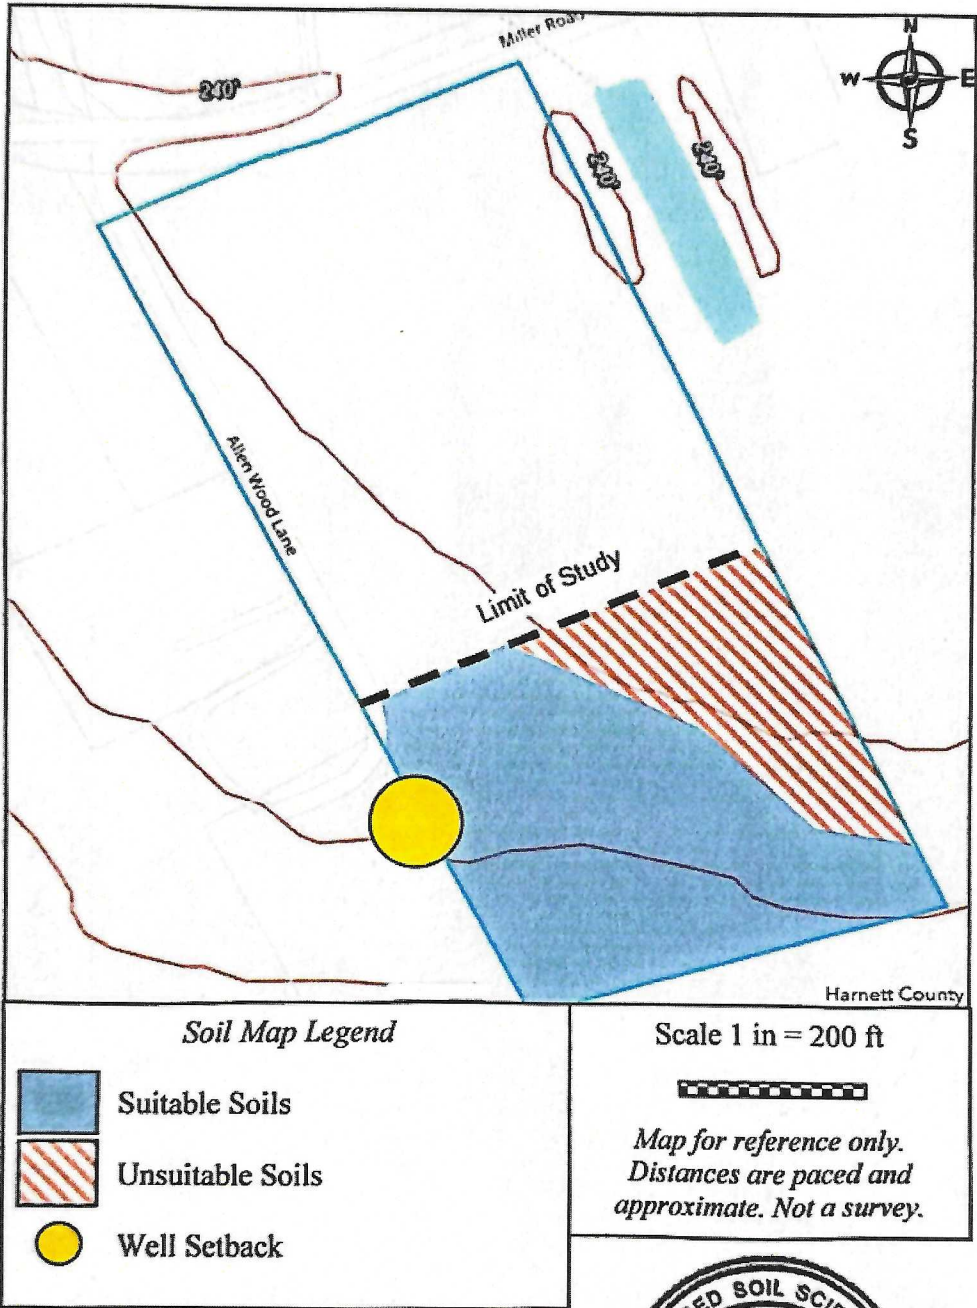 Miller Road
N
W
E
S
240'
240'
240'
Allen Wood Lane
Limit of Study
Harnett County
Soil Map Legend
Suitable Soils
Unsuitable Soils
Well Setback
Scale 1 in = 200 ft
Map for reference only.
Distances are paced and
approximate. Not a survey.
SOIL